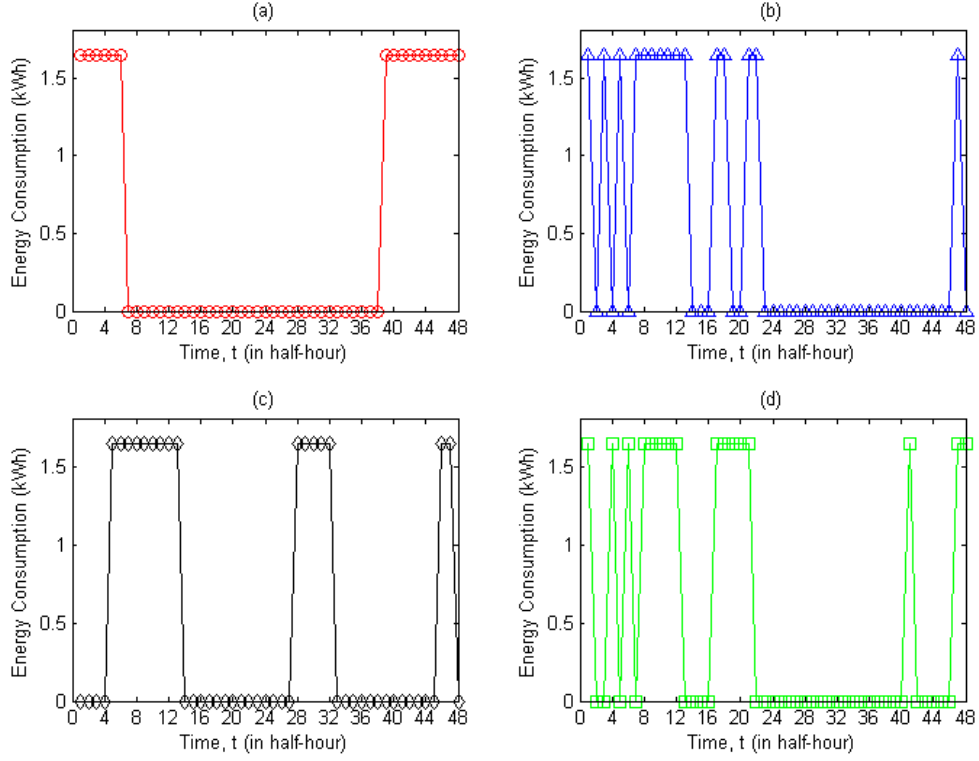 (a)
Energy Consumption (kWh)
1.5
1
0.5
0
0 4 8 12 16 20 24 28 32 36 40 44 48
Time, t (in half-hour)
(b)
Energy Consumption (kWh)
1.5
1
0.5
0
0 4 8 12 16 20 24 28 32 36 40 44 48
Time, t (in half-hour)
(c)
Energy Consumption (kWh)
1.5
1
0.5
0
0 4 8 12 16 20 24 28 32 36 40 44 48
Time, t (in half-hour)
(d)
Energy Consumption (kWh)
1.5
1
0.5
0
0 4 8 12 16 20 24 28 32 36 40 44 48
Time, t (in half-hour)